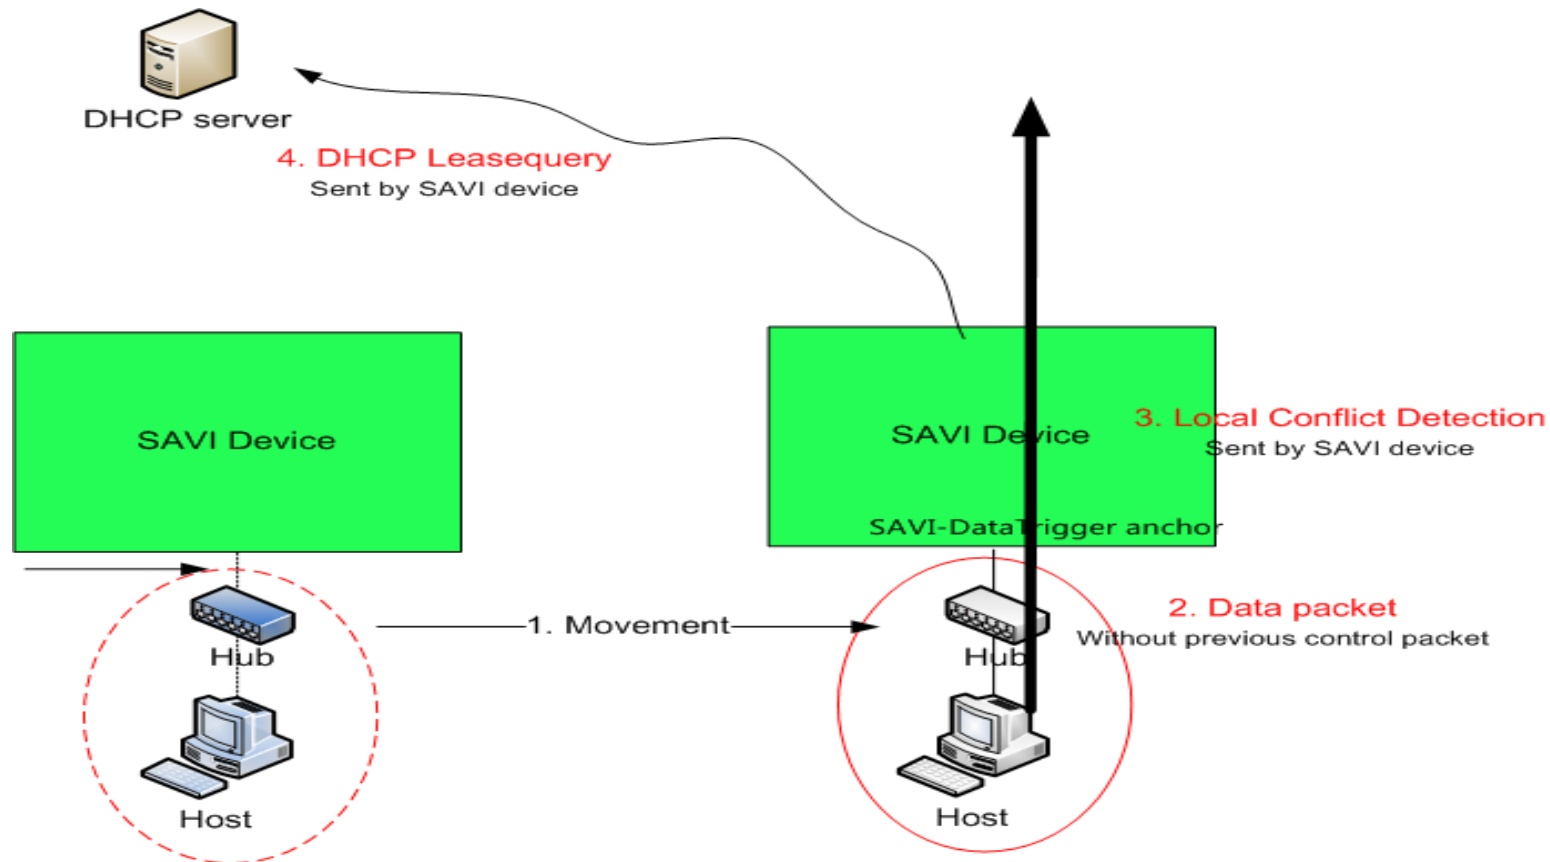 DHCP server
4. DHCP Leasequery
Sent by SAVI device
SAVI Device
SAVI Device
3. Local Conflict Detection
Sent by SAVI device
SAVI-DataTrigger anchor
1. Movement
2. Data packet
Without previous control packet
Hub
Hub
Host
Host